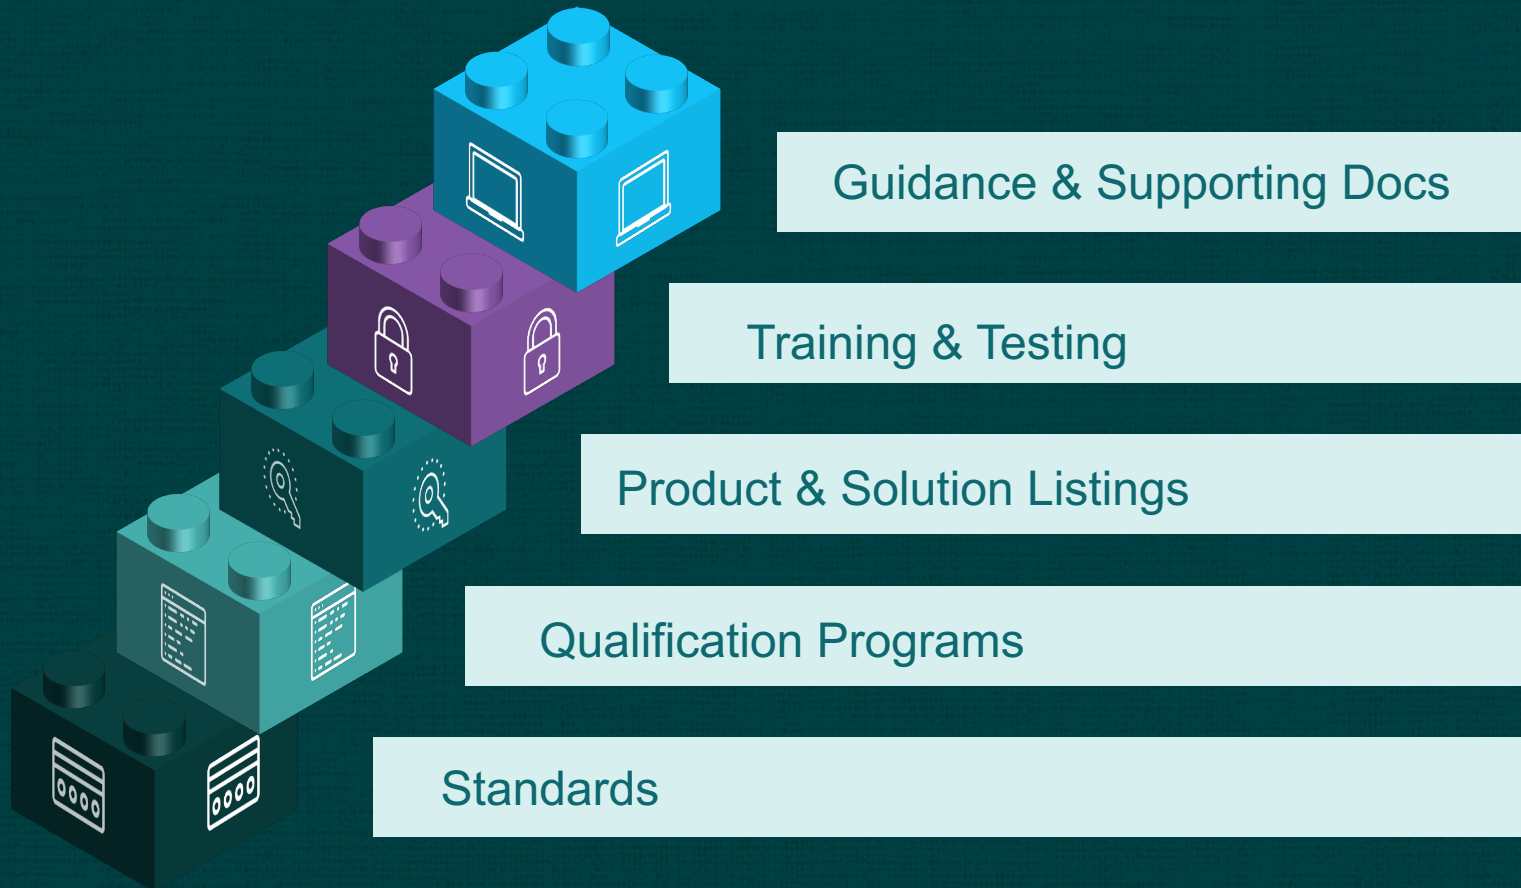 Guidance & Supporting Docs
Training & Testing
Product & Solution Listings
Qualification Programs
Standards